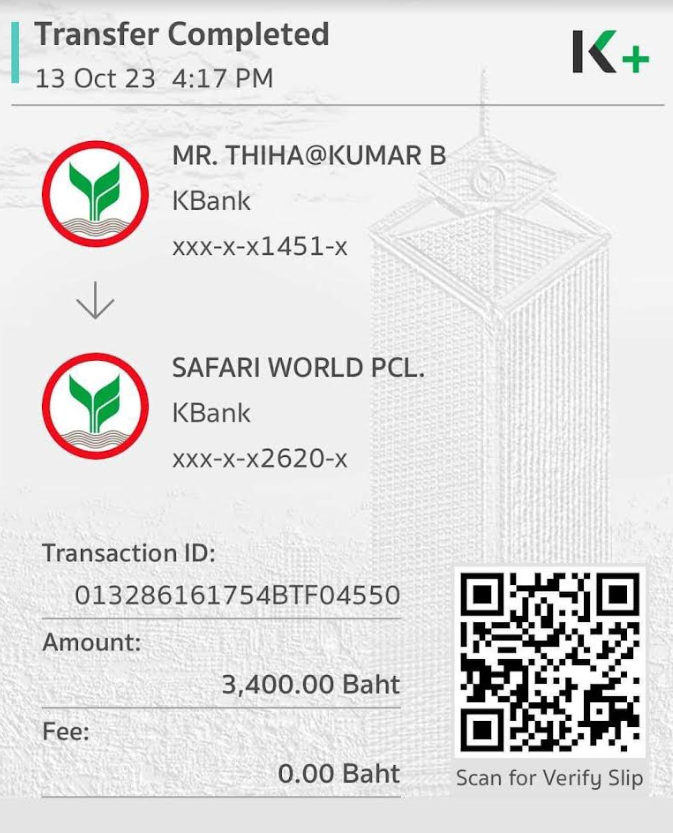 Transfer Completed
13 Oct 23 4:17 PM
K+
MR. THIHA@KUMAR B
KBank
xxx-x-x1451-x
SAFARI WORLD PCL.
KBank
xxx-x-x2620-x
Transaction ID:
013286161754BTF04550
Amount:
3,400.00 Baht
Fee:
0.00 Baht
Scan for Verify Slip